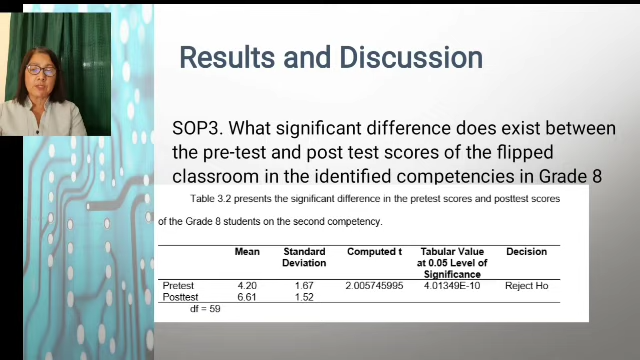 Results and Discussion
SOP3. What significant difference does exist between
the pre-test and post test scores of the flipped
classroom in the identified competencies in Grade 8
Table 3.2 presents the significant difference in the pretest scores and posttest scores
of the Grade 8 students on the second competency.
Mean Standard Deviation Computed t Tabular Value at 0.05 Level of Significance Decision
Pretest 4.20 1.67 2.005745995 4.01349E-10 Reject Ho
Posttest 6.61 1.52
df = 59